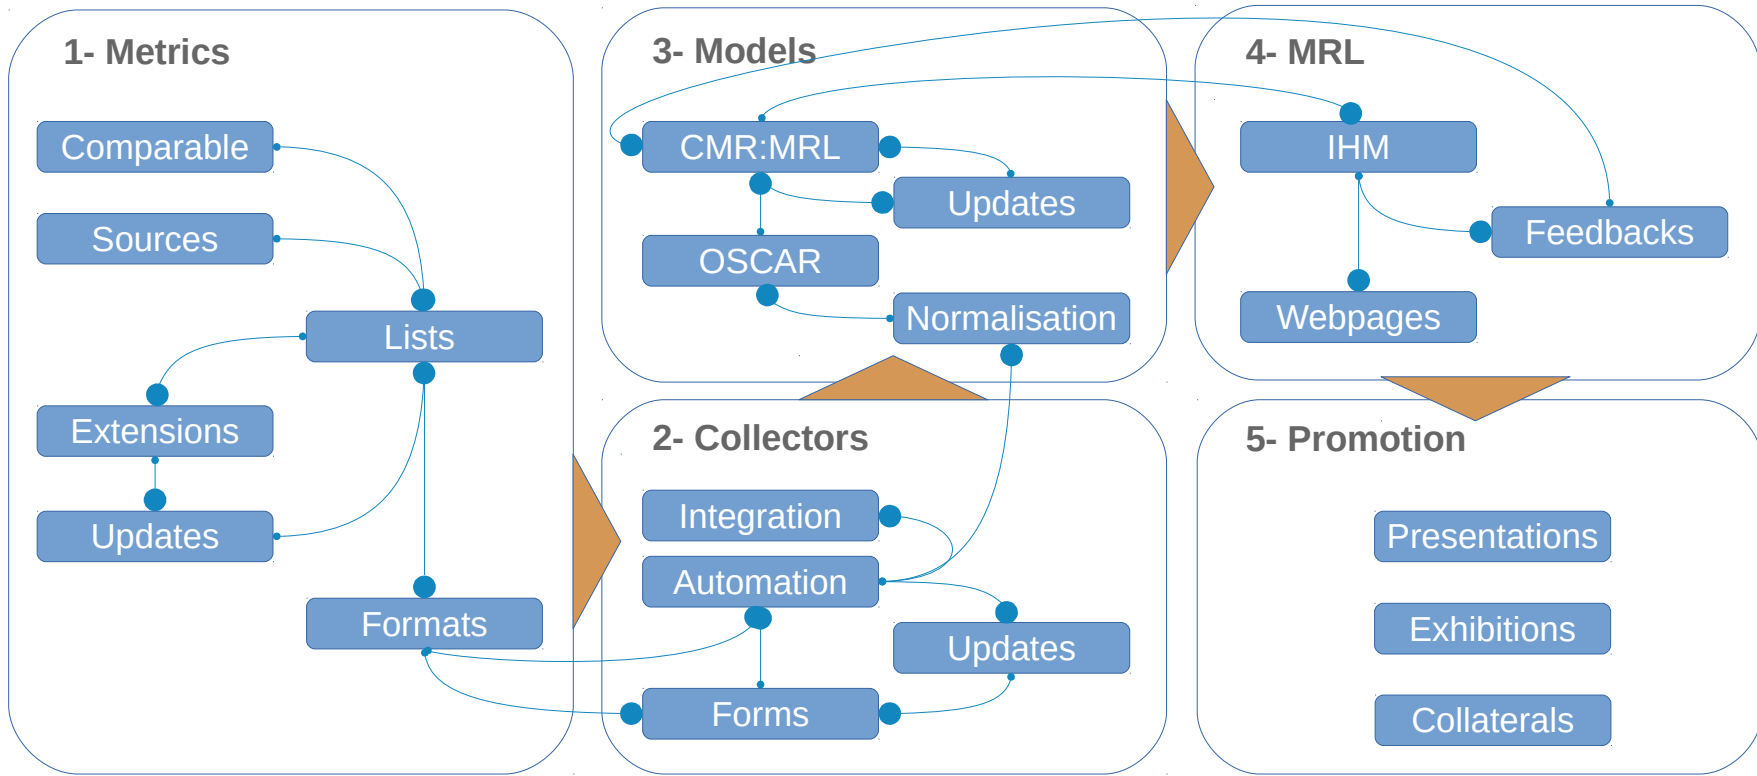 1- Metrics
Comparable
Sources
Lists
Extensions
Updates
Formats
2- Collectors
Integration
Automation
Updates
Forms
3- Models
CMR:MRL
Updates
OSCAR
Normalisation
4- MRL
IHM
Feedbacks
Webpages
5- Promotion
Presentations
Exhibitions
Collaterals